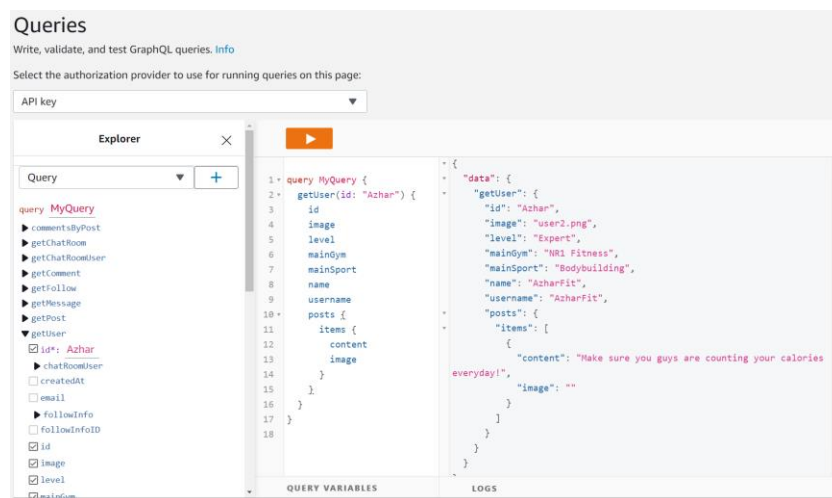 Queries
Write, validate, and test GraphQL queries. Info
Select the authorization provider to use for running queries on this page:
API key
Explorer
Query
+
query MyQuery
commentsByPost
getChatRoom
getChatRoomUser
getComment
getFollow
getMessage
getPost
getUser
id*: Azhar
chatRoomUser
createdAt
email
followInfo
followInfoID
id
image
level
mainGym
1 query MyQuery {
2 getUser(id: "Azhar") {
3 id
4 image
5 level
6 mainGym
7 mainSport
8 name
9 username
10 posts {
11 items {
12 content
13 image
14 }
15 }
16 }
17 }
18
QUERY VARIABLES
{
"data": {
"getUser": {
"id": "Azhar",
"image": "user2.png",
"level": "Expert",
"mainGym": "NR1 Fitness",
"mainSport": "Bodybuilding",
"name": "AzharFit",
"username": "AzharFit",
"posts": {
"items": [
{
"content": "Make sure you guys are counting your calories
everyday!",
"image": ""
}
]
}
}
}
LOGS